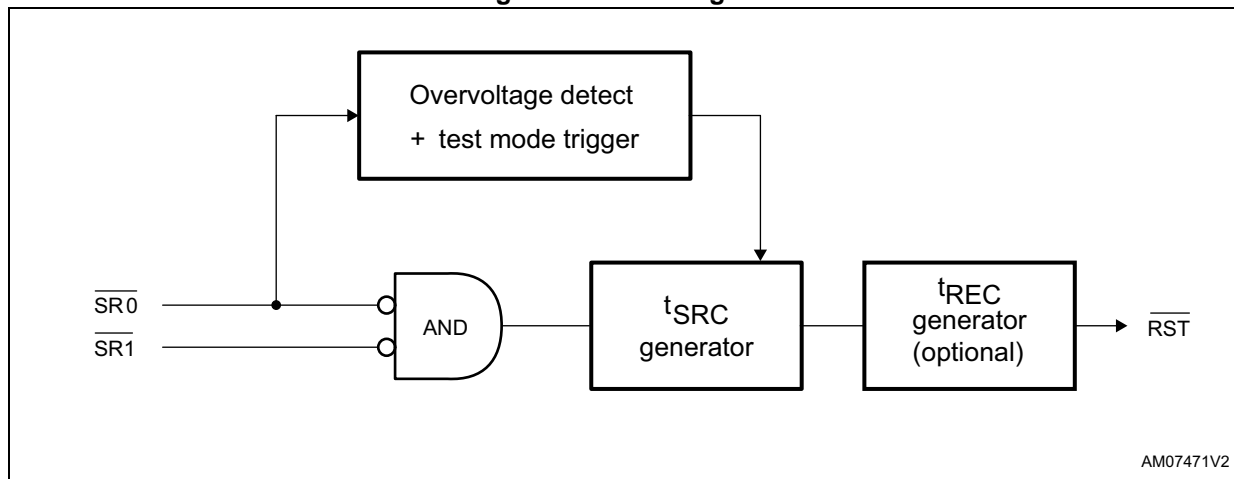 Overvoltage detect
+ test mode trigger
SR0
SR1
AND
tSRC
generator
tREC
generator
(optional)
RST
AM07471V2